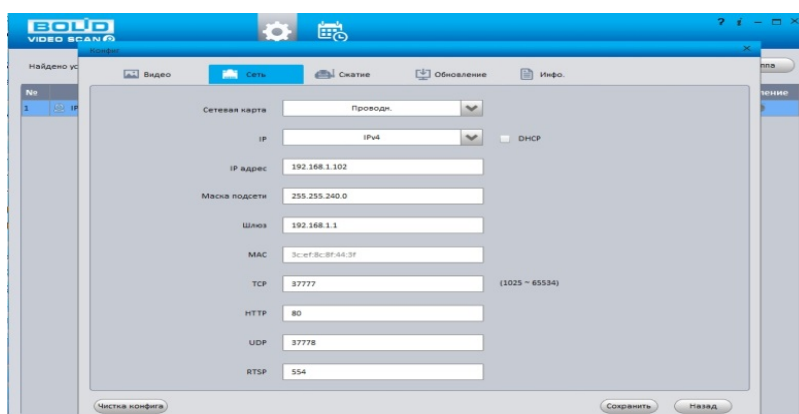 BOLID
VIDEO SCAN
? i
Конфиг
Найдено ус
ппа
Видео Сеть Сжатие Обновление Инфо.
№
ление
1 IP
Сетевая карта Проводн.
IP IPv4 DHCP
IP адрес 192.168.1.102
Маска подсети 255.255.240.0
Шлюз 192.168.1.1
MAC 3c:ef:8c:8f:44:3f
TCP 37777 (1025 ~ 65534)
HTTP 80
UDP 37778
RTSP 554
Чистка конфига Сохранить Назад